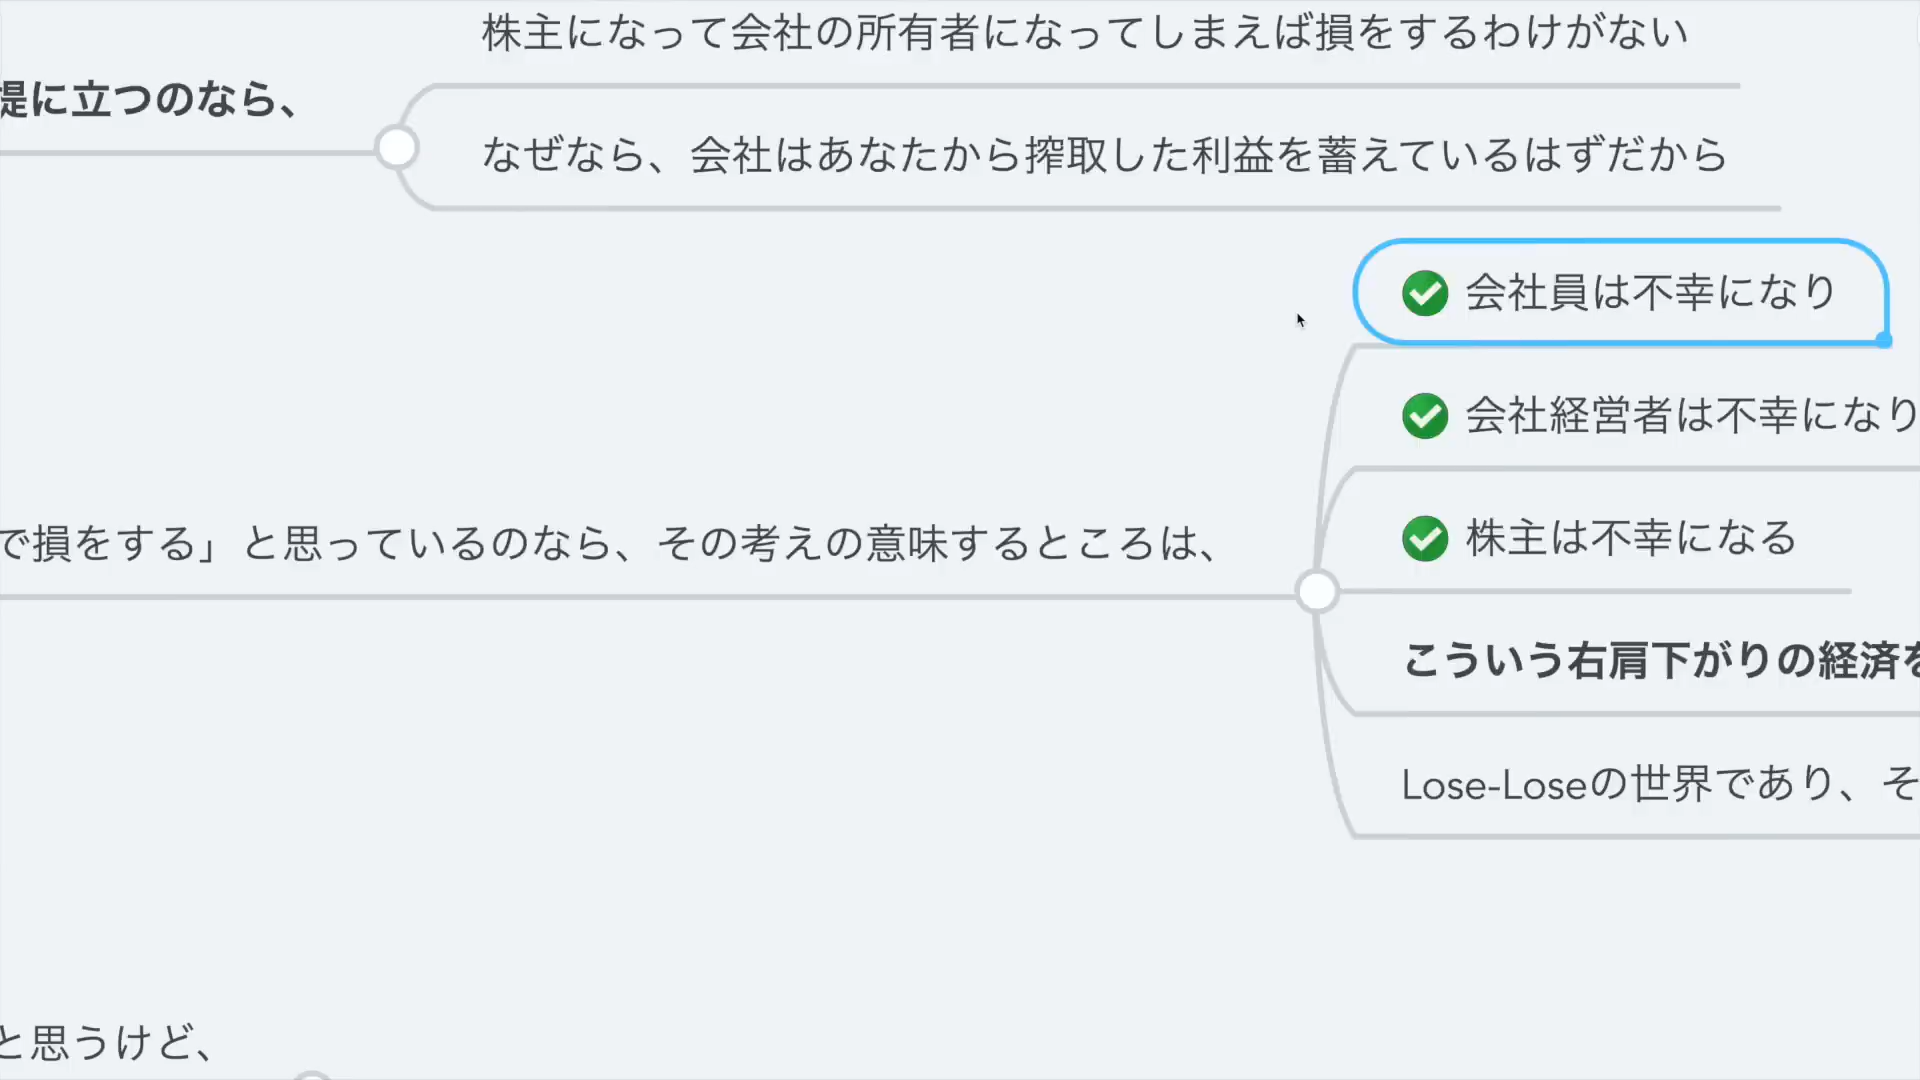 株主になって会社の所有者になってしまえば損をするわけがない
提に立つのなら、
なぜなら、会社はあなたから搾取した利益を蓄えているはずだから
会社員は不幸になり
会社経営者は不幸になり
で損をする」と思っているのなら、その考えの意味するところは、
株主は不幸になる
こういう右肩下がりの経済を
Lose-Loseの世界であり、そ
と思うけど、